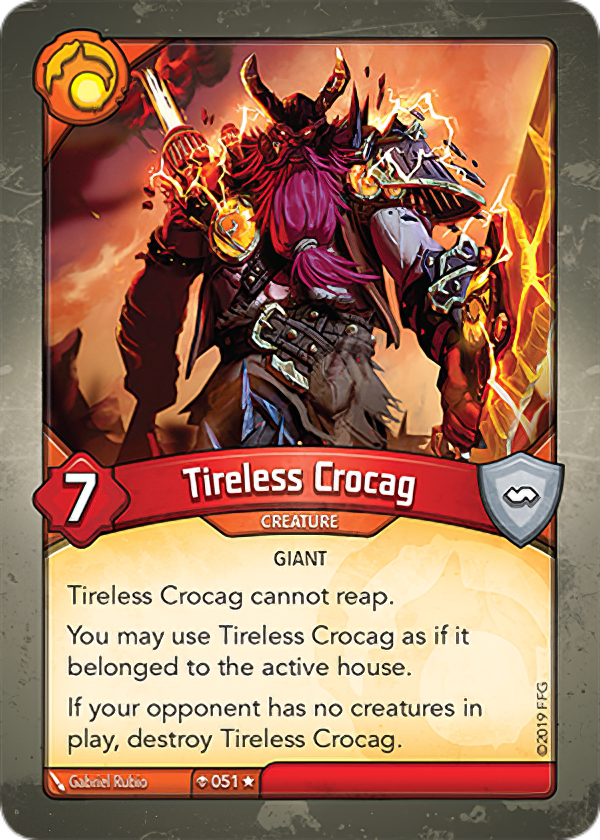 7
Tireless Crocag
CREATURE
GIANT
Tireless Crocag cannot reap.
You may use Tireless Crocag as if it
belonged to the active house.
If your opponent has no creatures in
play, destroy Tireless Crocag.
©2019 FFG
Gabriel Rubio
051